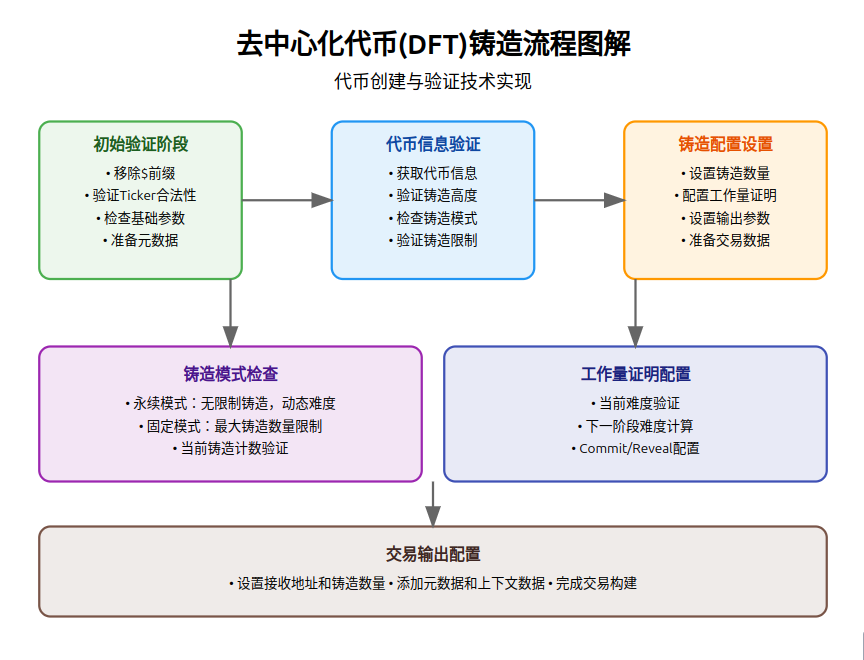 去中心化代币(DFT)铸造流程图解
代币创建与验证技术实现
初始验证阶段
• 移除$前缀
• 验证Ticker合法性
• 检查基础参数
• 准备元数据
代币信息验证
• 获取代币信息
• 验证铸造高度
• 检查铸造模式
• 验证铸造限制
铸造配置设置
• 设置铸造数量
• 配置工作量证明
• 设置输出参数
• 准备交易数据
铸造模式检查
• 永续模式：无限制铸造，动态难度
• 固定模式：最大铸造数量限制
• 当前铸造计数验证
工作量证明配置
• 当前难度验证
• 下一阶段难度计算
• Commit/Reveal配置
交易输出配置
• 设置接收地址和铸造数量 • 添加元数据和上下文数据 • 完成交易构建